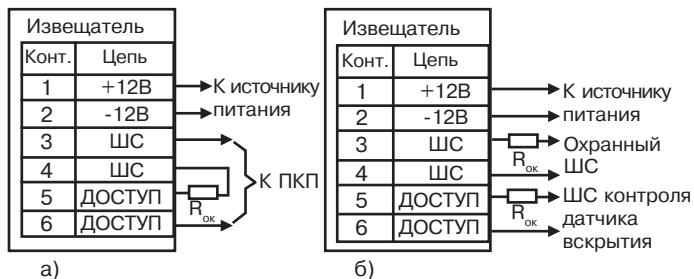 Извещатель
Конт. Цепь
1 +12В К источнику
2 -12В питания
3 ШС
4 ШС К ПКП
5 ДОСТУП Rок
6 ДОСТУП
а)
Извещатель
Конт. Цепь
1 +12В К источнику
2 -12В питания
3 ШС Rок Охранный
4 ШС ШС
5 ДОСТУП Rок ШС контроля
датчика
6 ДОСТУП вскрытия
б)